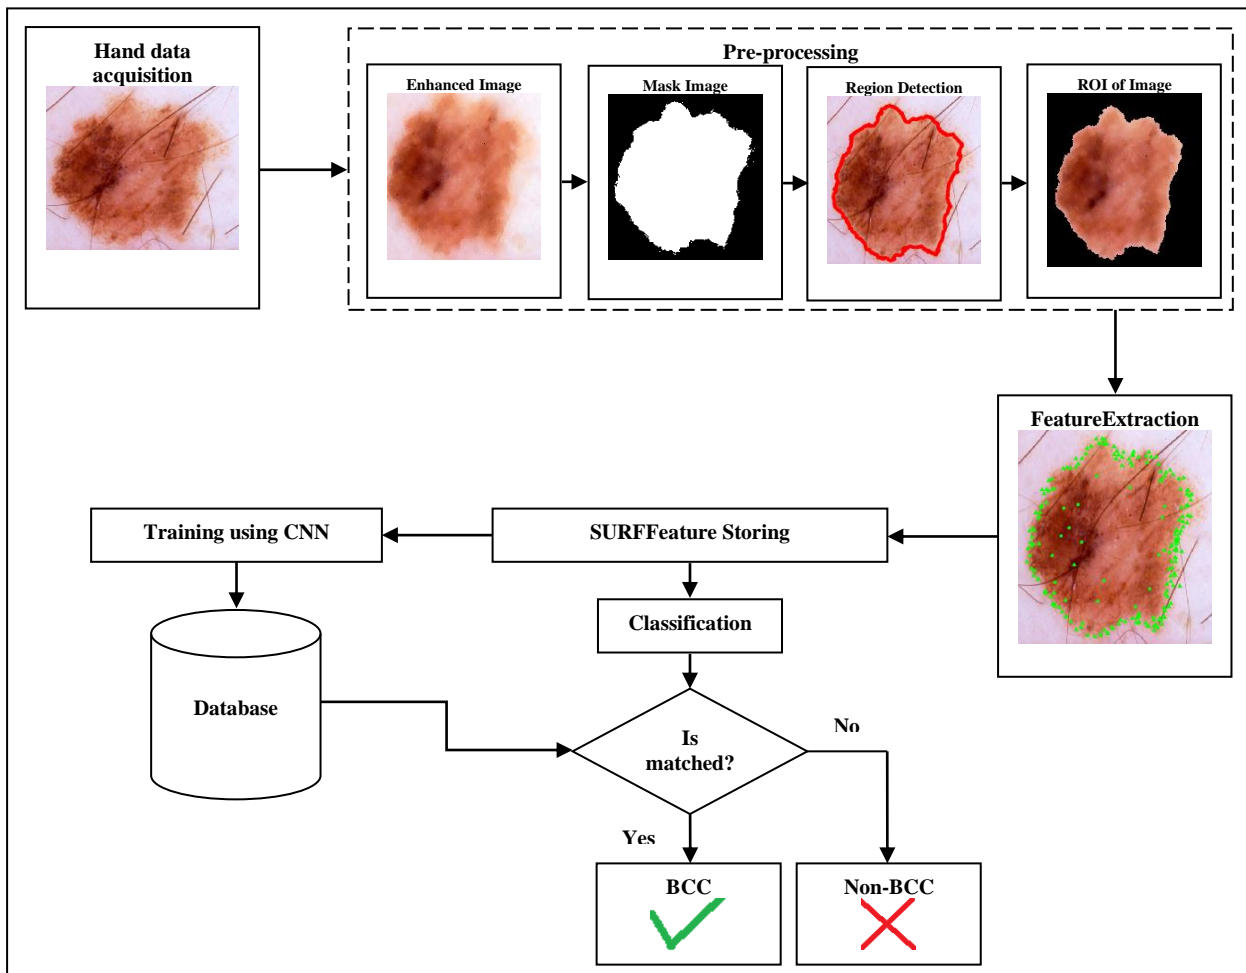 Hand data
acquisition
Pre-processing
Enhanced Image
Mask Image
Region Detection
ROI of Image
FeatureExtraction
Training using CNN
SURFFeature Storing
Classification
Database
Is
matched?
No
Yes
BCC
Non-BCC